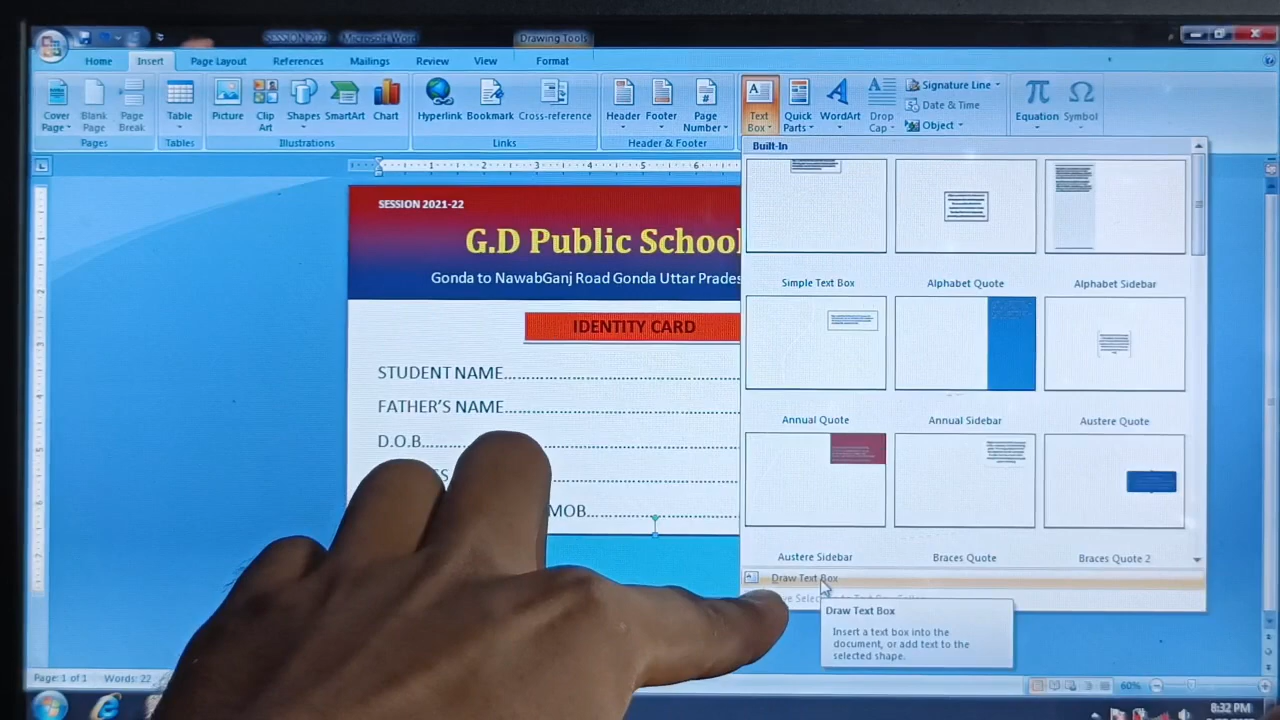 SESSION 2021 Microsoft Word
Drawing Tools
Home Insert Page Layout References Mailings Review View Format
Cover Page Blank Page Page Break Table Picture Clip Art Shapes SmartArt Chart Hyperlink Bookmark Cross-reference Header Footer Page Number Text Box Quick Parts WordArt Drop Cap Signature Line Date & Time Object Equation Symbol
Pages Tables Illustrations Links Header & Footer
Built-In
SESSION 2021-22
G.D Public School
Gonda to NawabGanj Road Gonda Uttar Prades
IDENTITY CARD
STUDENT NAME
FATHER'S NAME
D.O.B
MOB
Simple Text Box Alphabet Quote Alphabet Sidebar
Annual Quote Annual Sidebar Austere Quote
Austere Sidebar Braces Quote Braces Quote 2
Draw Text Box
Draw Text Box
Insert a text box into the
document, or add text to the
selected shape.
Page: 1 of 1 Words: 22 60%
8:32 PM